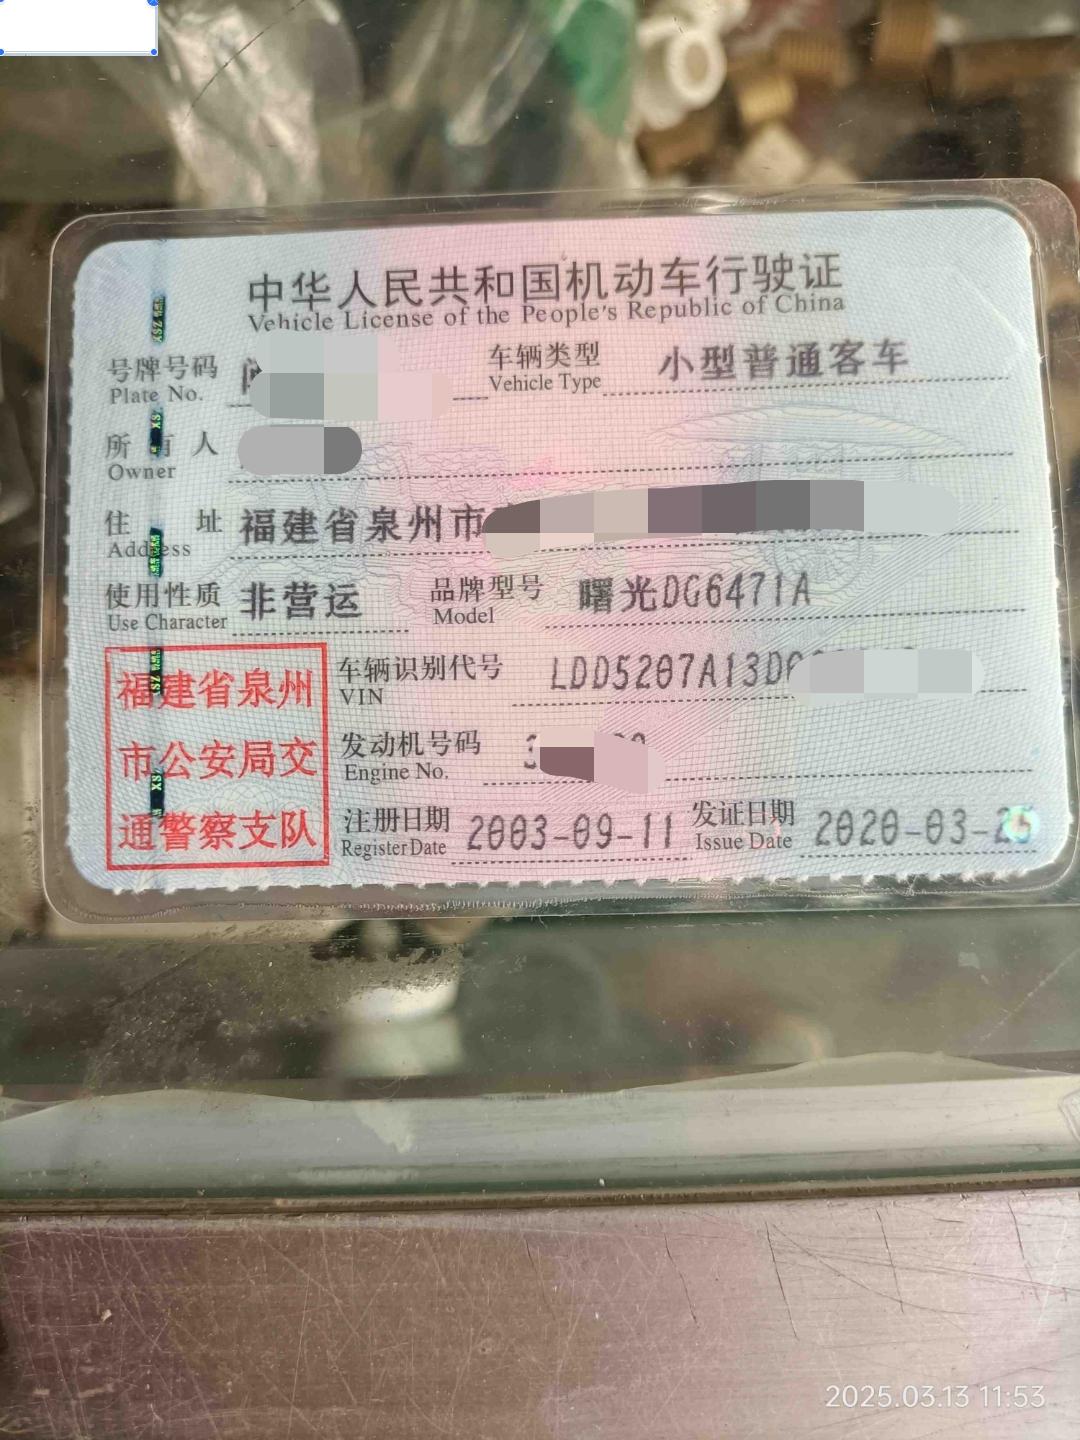 中华人民共和国机动车行驶证
Vehicle License of the People's Republic of China
号牌号码 闽 车辆类型 小型普通客车
Plate No. Vehicle Type
所有人
Owner
住址 福建省泉州市
Address
使用性质 非营运 品牌型号 曙光DG6471A
Use Character Model
福建省泉州
市公安局交
通警察支队
车辆识别代号 LDD5207A13D0
VIN
发动机号码 3
Engine No.
注册日期 2003-09-11 发证日期 2020-03-25
Register Date Issue Date
2025.03.13 11:53